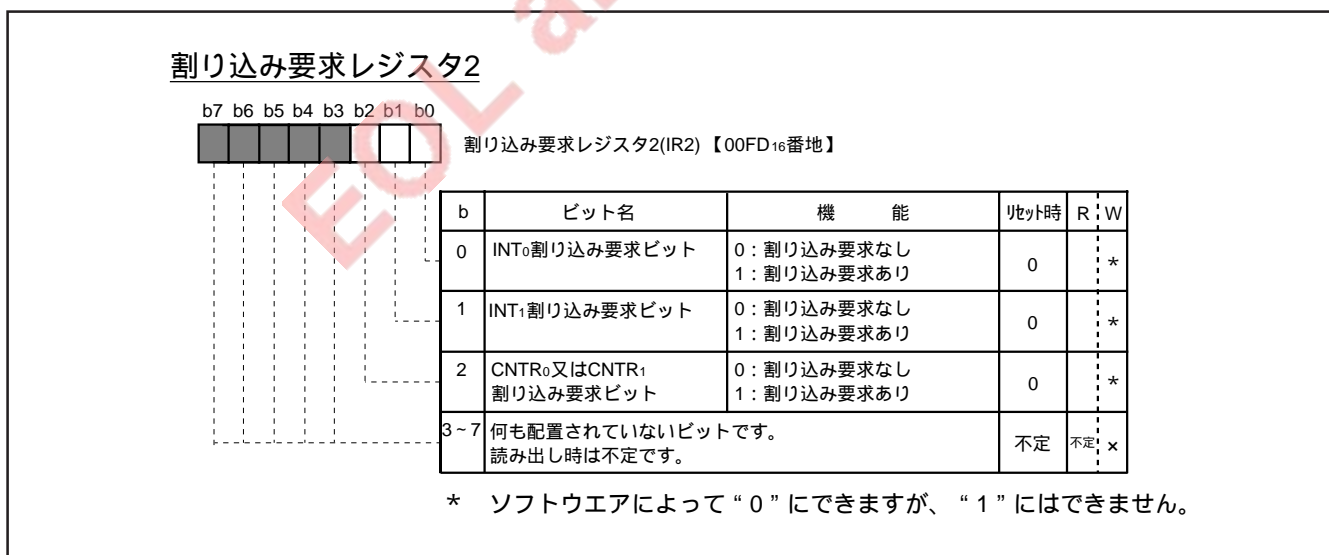 EOL a
割り込み要求レジスタ2
b7 b6 b5 b4 b3 b2 b1 b0
割り込み要求レジスタ2(IR2)【00FD16番地】
b ビット名 機 能 リセット時 R W
0 INT0割り込み要求ビット 0：割り込み要求なし
1：割り込み要求あり 0 *
1 INT1割り込み要求ビット 0：割り込み要求なし
1：割り込み要求あり 0 *
2 CNTR0又はCNTR1 0：割り込み要求なし
割り込み要求ビット 1：割り込み要求あり 0 *
3~7 何も配置されていないビットです。
読み出し時は不定です。 不定 不定 ×
* ソフトウエアによって“0”にできますが、“1”にはできません。